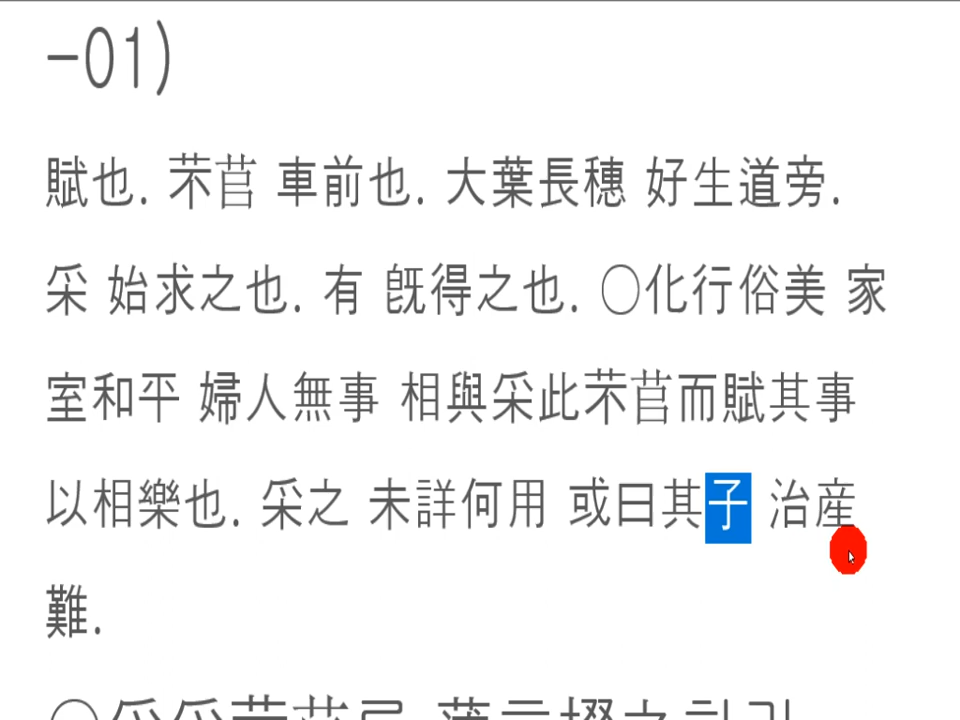 -01)
賦也. 芣苢 車前也. 大葉長穗 好生道旁.
采 始求之也. 有 旣得之也. ○化行俗美 家
室和平 婦人無事 相與采此芣苢而賦其事
以相樂也. 采之 未詳何用 或曰其子 治産
難.